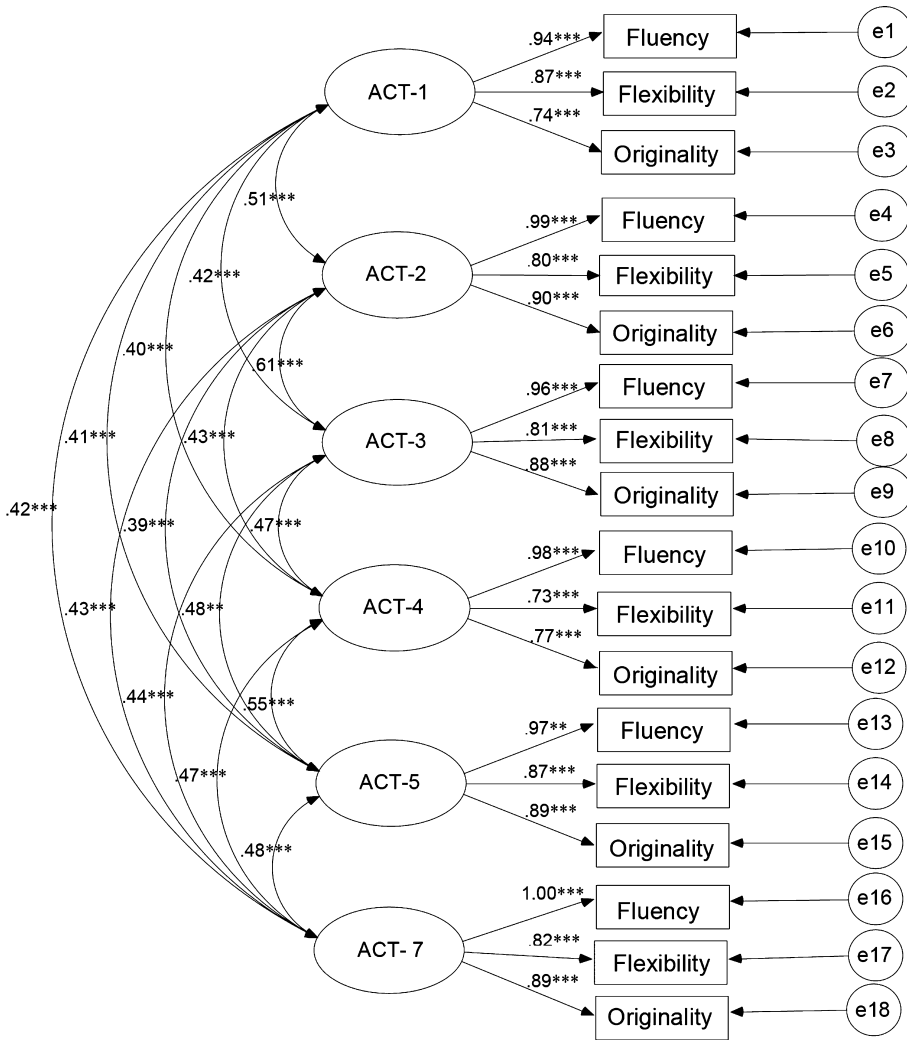 .94***
Fluency
e1
ACT-1
.87***
Flexibility
e2
.74***
Originality
e3
.51***
.99***
Fluency
e4
ACT-2
.80***
Flexibility
e5
.42***
.90***
Originality
e6
.40***
.61***
.96***
Fluency
e7
ACT-3
.81***
Flexibility
e8
.41***
.43***
.88***
Originality
e9
.42***
.39***
.47***
.98***
Fluency
e10
ACT-4
.73***
Flexibility
e11
.43***
.48**
.77***
Originality
e12
.44***
.55***
.97**
Fluency
e13
ACT-5
.87***
Flexibility
e14
.47***
.89***
Originality
e15
.48***
1.00***
Fluency
e16
ACT- 7
.82***
Flexibility
e17
.89***
Originality
e18